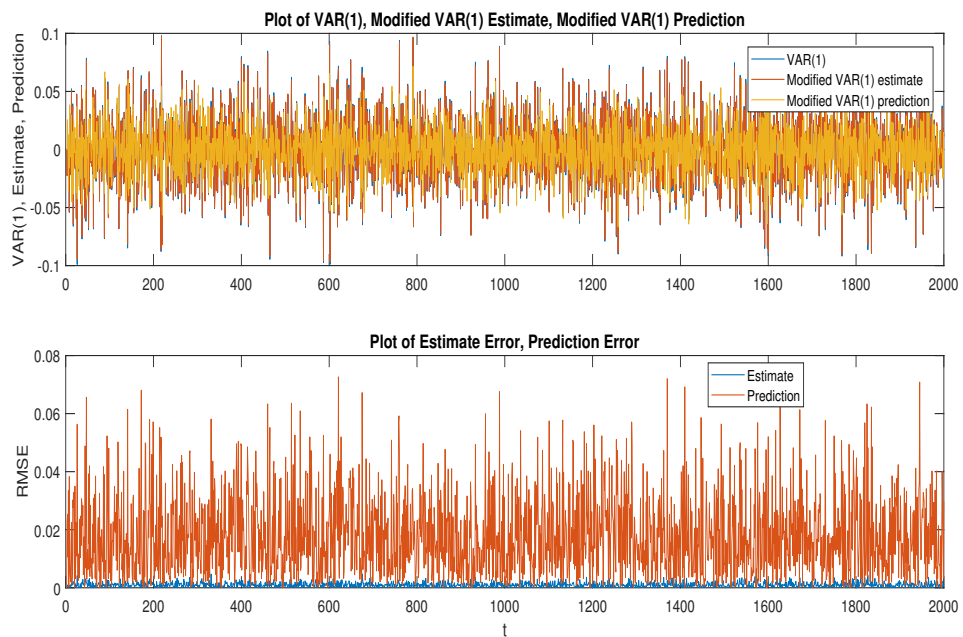 Plot of VAR(1), Modified VAR(1) Estimate, Modified VAR(1) Prediction
VAR(1), Estimate, Prediction
0.1
0.05
0
-0.05
-0.1
0 200 400 600 800 1000 1200 1400 1600 1800 2000
VAR(1)
Modified VAR(1) estimate
Modified VAR(1) prediction
Plot of Estimate Error, Prediction Error
RMSE
0.08
0.06
0.04
0.02
0
0 200 400 600 800 1000 1200 1400 1600 1800 2000
t
Estimate
Prediction